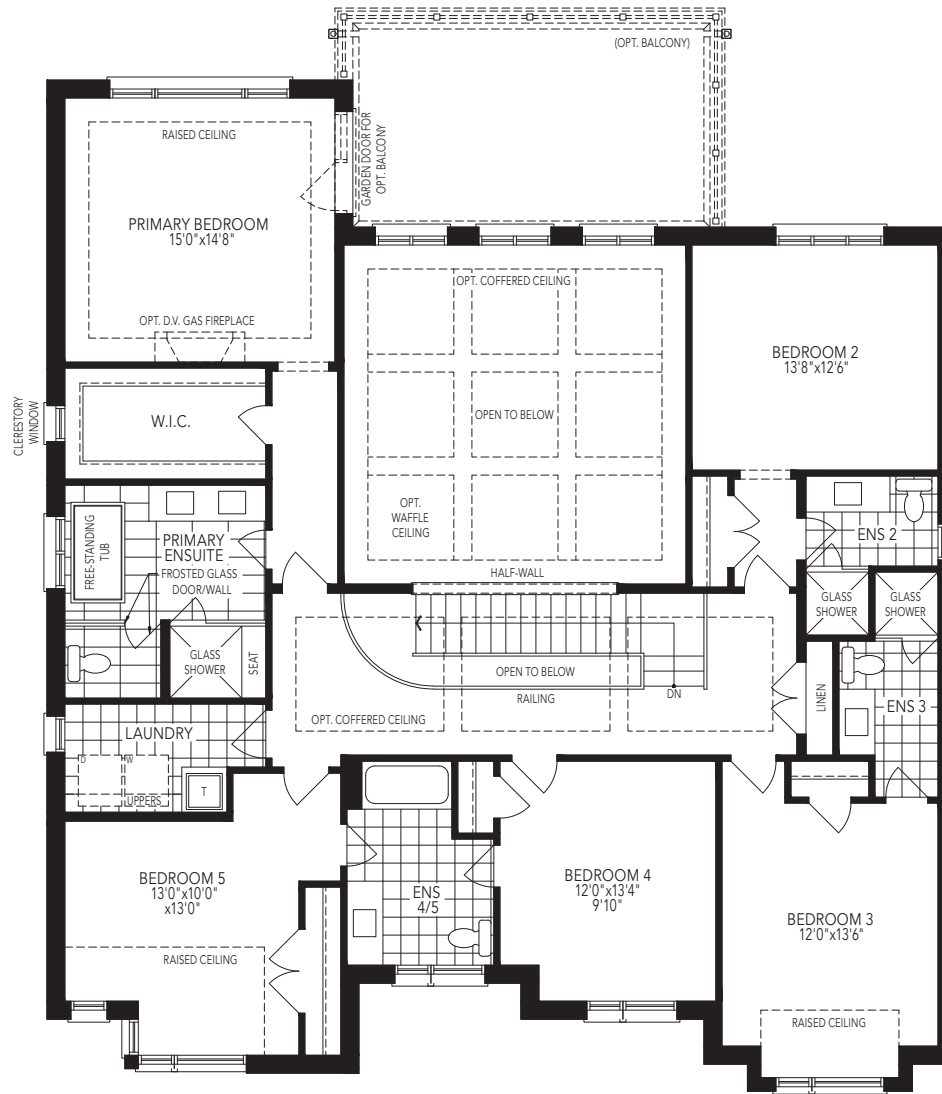 (OPT. BALCONY)
RAISED CEILING
GARDEN DOOR FOR
OPT. BALCONY
PRIMARY BEDROOM
15'0"x14'8"
OPT. D.V. GAS FIREPLACE
OPT. COFFERED CEILING
OPEN TO BELOW
OPT.
WAFFLE
CEILING
HALF-WALL
BEDROOM 2
13'8"x12'6"
CLERESTORY
WINDOW
W.I.C.
FREE-STANDING
TUB
PRIMARY
ENSUITE
FROSTED GLASS
DOOR/WALL
GLASS
SHOWER
SEAT
ENS 2
GLASS
SHOWER
GLASS
SHOWER
OPEN TO BELOW
RAILING
DN
OPT. COFFERED CEILING
LINEN
ENS 3
LAUNDRY
D
W
UPPERS
T
BEDROOM 5
13'0"x10'0"
x13'0"
RAISED CEILING
ENS
4/5
BEDROOM 4
12'0"x13'4"
9'10"
BEDROOM 3
12'0"x13'6"
RAISED CEILING